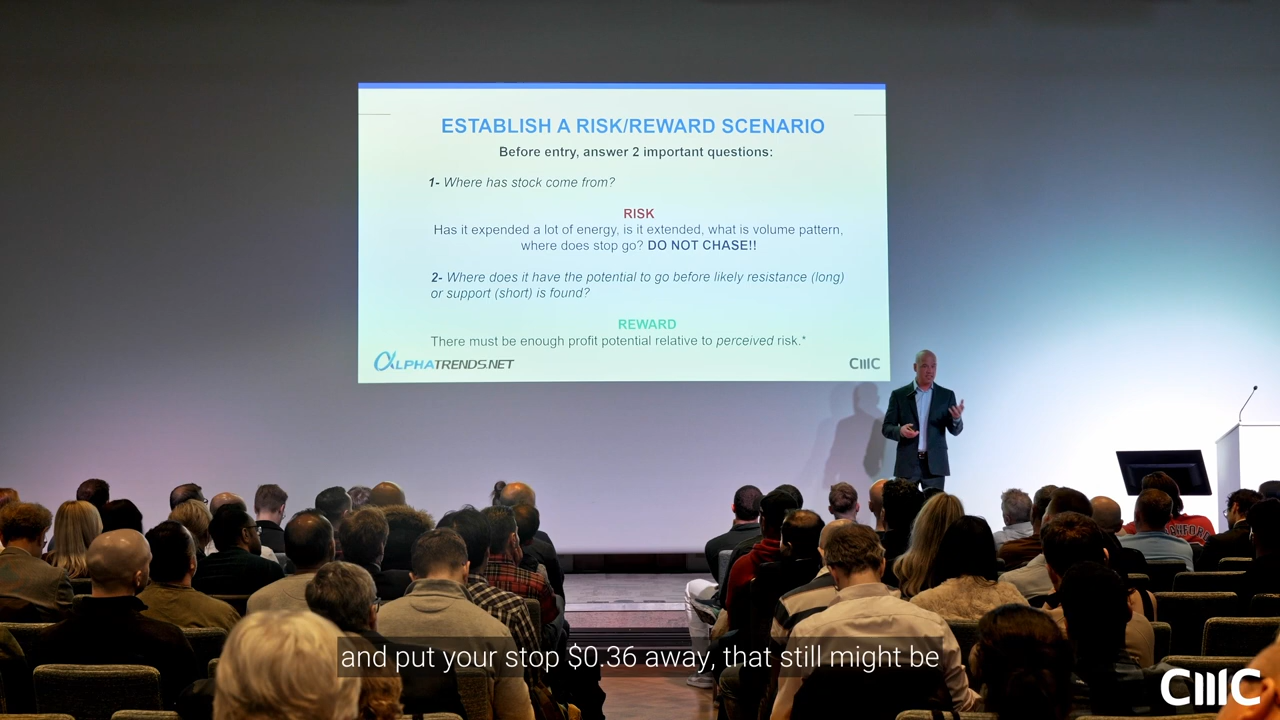 ESTABLISH A RISK/REWARD SCENARIO
Before entry, answer 2 important questions:
1- Where has stock come from?
RISK
Has it expended a lot of energy, is it extended, what is volume pattern,
where does stop go? DO NOT CHASE!!
2- Where does it have the potential to go before likely resistance (long)
or support (short) is found?
REWARD
There must be enough profit potential relative to perceived risk.*
ALPHATRENDS.NET
CMC
and put your stop $0.36 away, that still might be
CMC